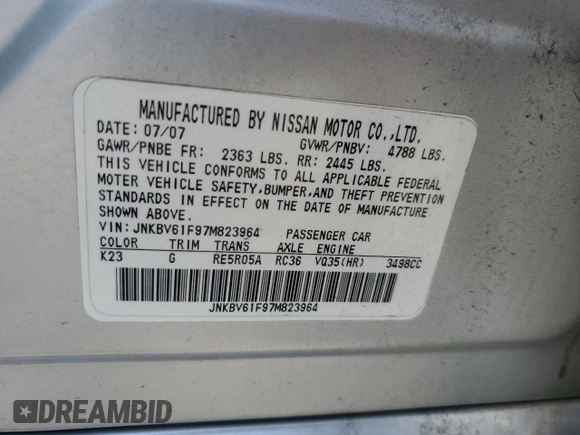 MANUFACTURED BY NISSAN MOTOR CO.,LTD.
DATE: 07/07 GVWR/PNBV: 4788 LBS.
GAWR/PNBE FR: 2363 LBS. RR: 2445 LBS.
THIS VEHICLE CONFORMS TO ALL APPLICABLE FEDERAL
MOTOR VEHICLE SAFETY,BUMPER,AND THEFT PREVENTION
STANDARDS IN EFFECT ON THE DATE OF MANUFACTURE
SHOWN ABOVE.
VIN: JNKBV61F97M823964 PASSENGER CAR
COLOR TRIM TRANS AXLE ENGINE
K23 G RE5R05A RC36 VQ35(HR) 3498CC
JNKBV61F97M823964
DREAMBID